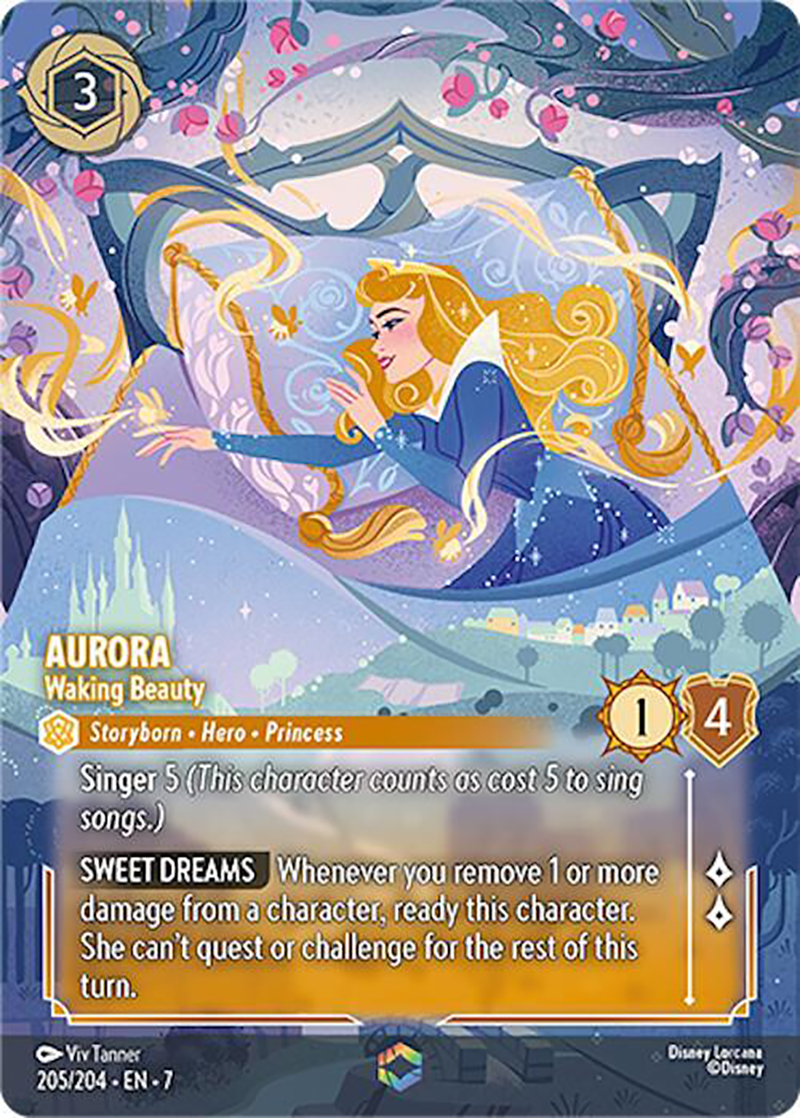 3
AURORA
Waking Beauty
Storyborn • Hero • Princess
1
4
Singer 5 (This character counts as cost 5 to sing
songs.)
SWEET DREAMS Whenever you remove 1 or more
damage from a character, ready this character.
She can't quest or challenge for the rest of this
turn.
Viv Tanner
205/204 • EN • 7
Disney Lorcana
©Disney